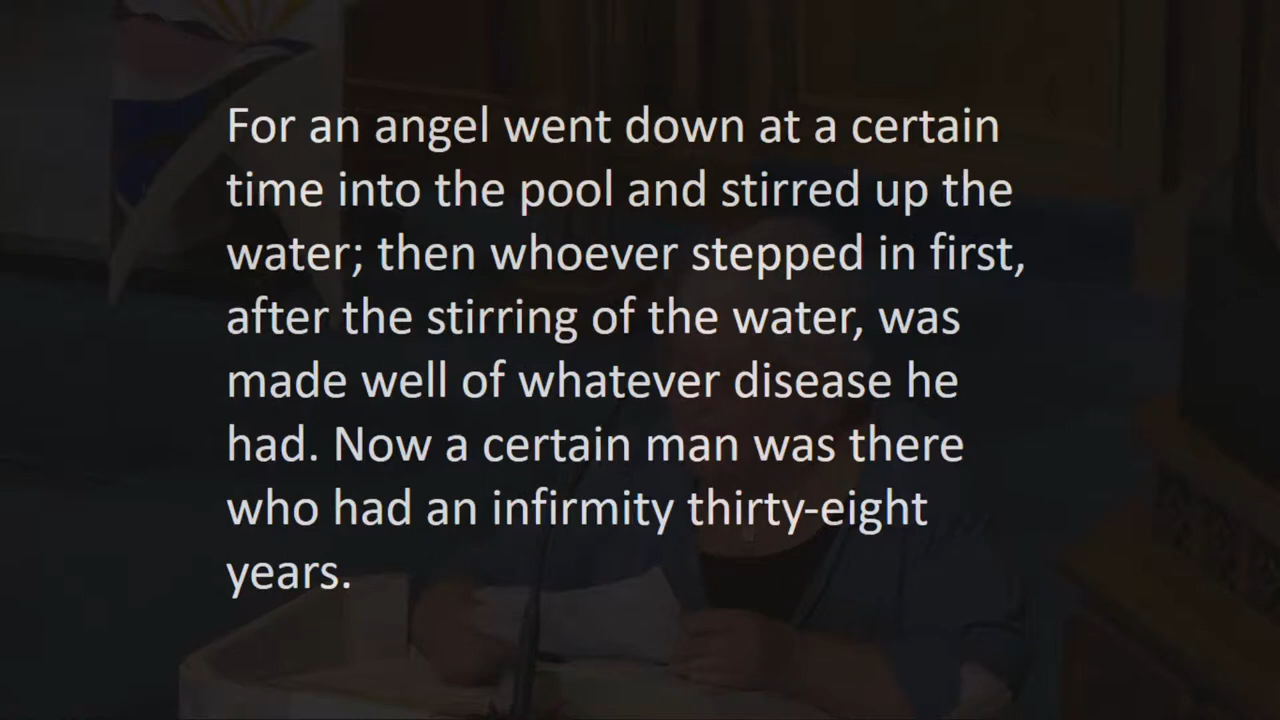 For an angel went down at a certain
time into the pool and stirred up the
water; then whoever stepped in first,
after the stirring of the water, was
made well of whatever disease he
had. Now a certain man was there
who had an infirmity thirty-eight
years.